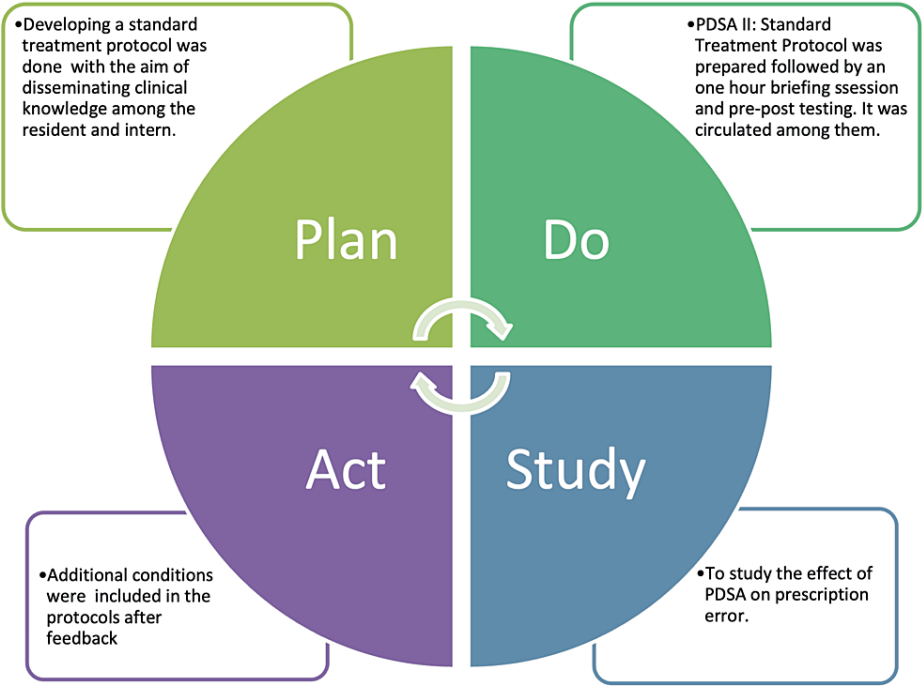 •Developing a standard
treatment protocol was
done with the aim of
disseminating clinical
knowledge among the
resident and intern.
•PDSA II: Standard
Treatment Protocol was
prepared followed by an
one hour briefing ssession
and pre-post testing. It was
circulated among them.
Plan
Do
Act
Study
•Additional conditions
were included in the
protocols after
feedback
•To study the effect of
PDSA on prescription
error.